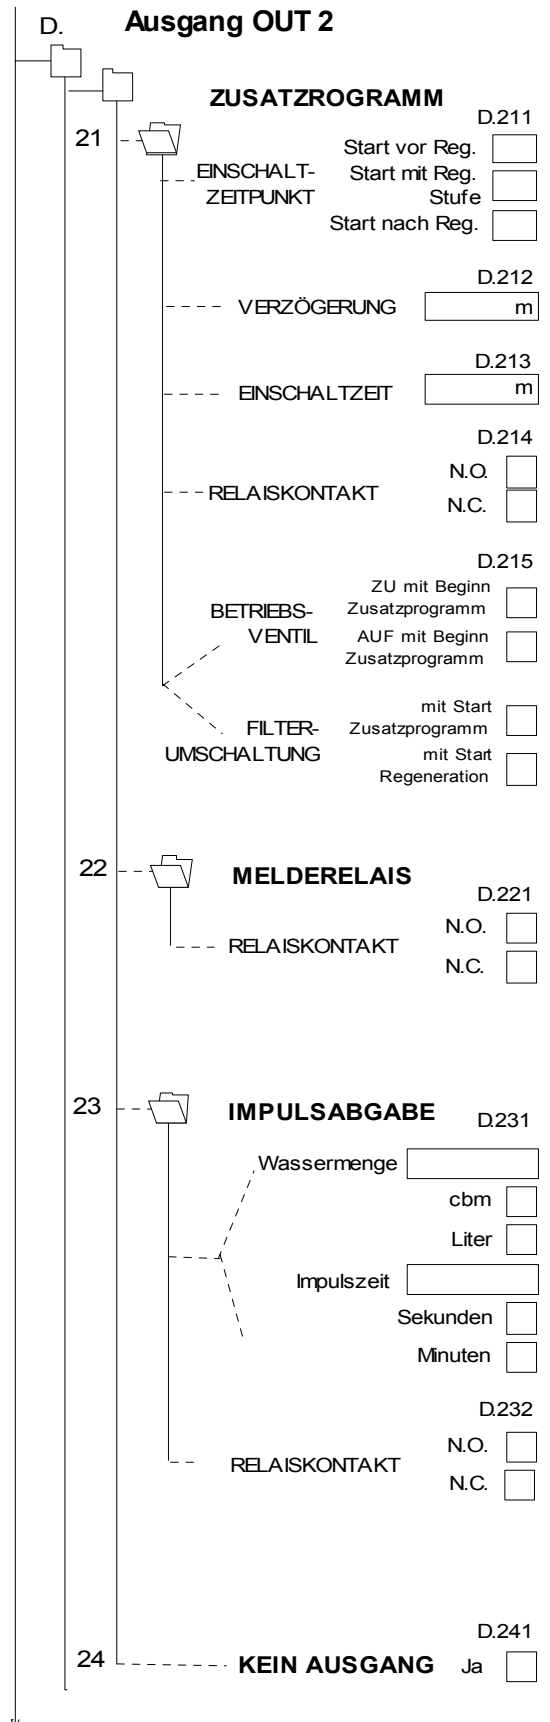 D. Ausgang OUT 2
ZUSATZROGRAMM
D.211
21
Start vor Reg.
EINSCHALT-
ZEITPUNKT
Start mit Reg.
Stufe
Start nach Reg.
D.212
VERZÖGERUNG m
D.213
EINSCHALTZEIT m
D.214
N.O.
RELAISKONTAKT
N.C.
D.215
ZU mit Beginn
Zusatzprogramm
BETRIEBS-
VENTIL
AUF mit Beginn
Zusatzprogramm
mit Start
Zusatzprogramm
FILTER-
UMSCHALTUNG
mit Start
Regeneration
22 MELDERELAIS
D.221
N.O.
RELAISKONTAKT
N.C.
23 IMPULSABGABE D.231
Wassermenge
cbm
Liter
Impulszeit
Sekunden
Minuten
D.232
N.O.
RELAISKONTAKT
N.C.
D.241
24 KEIN AUSGANG Ja